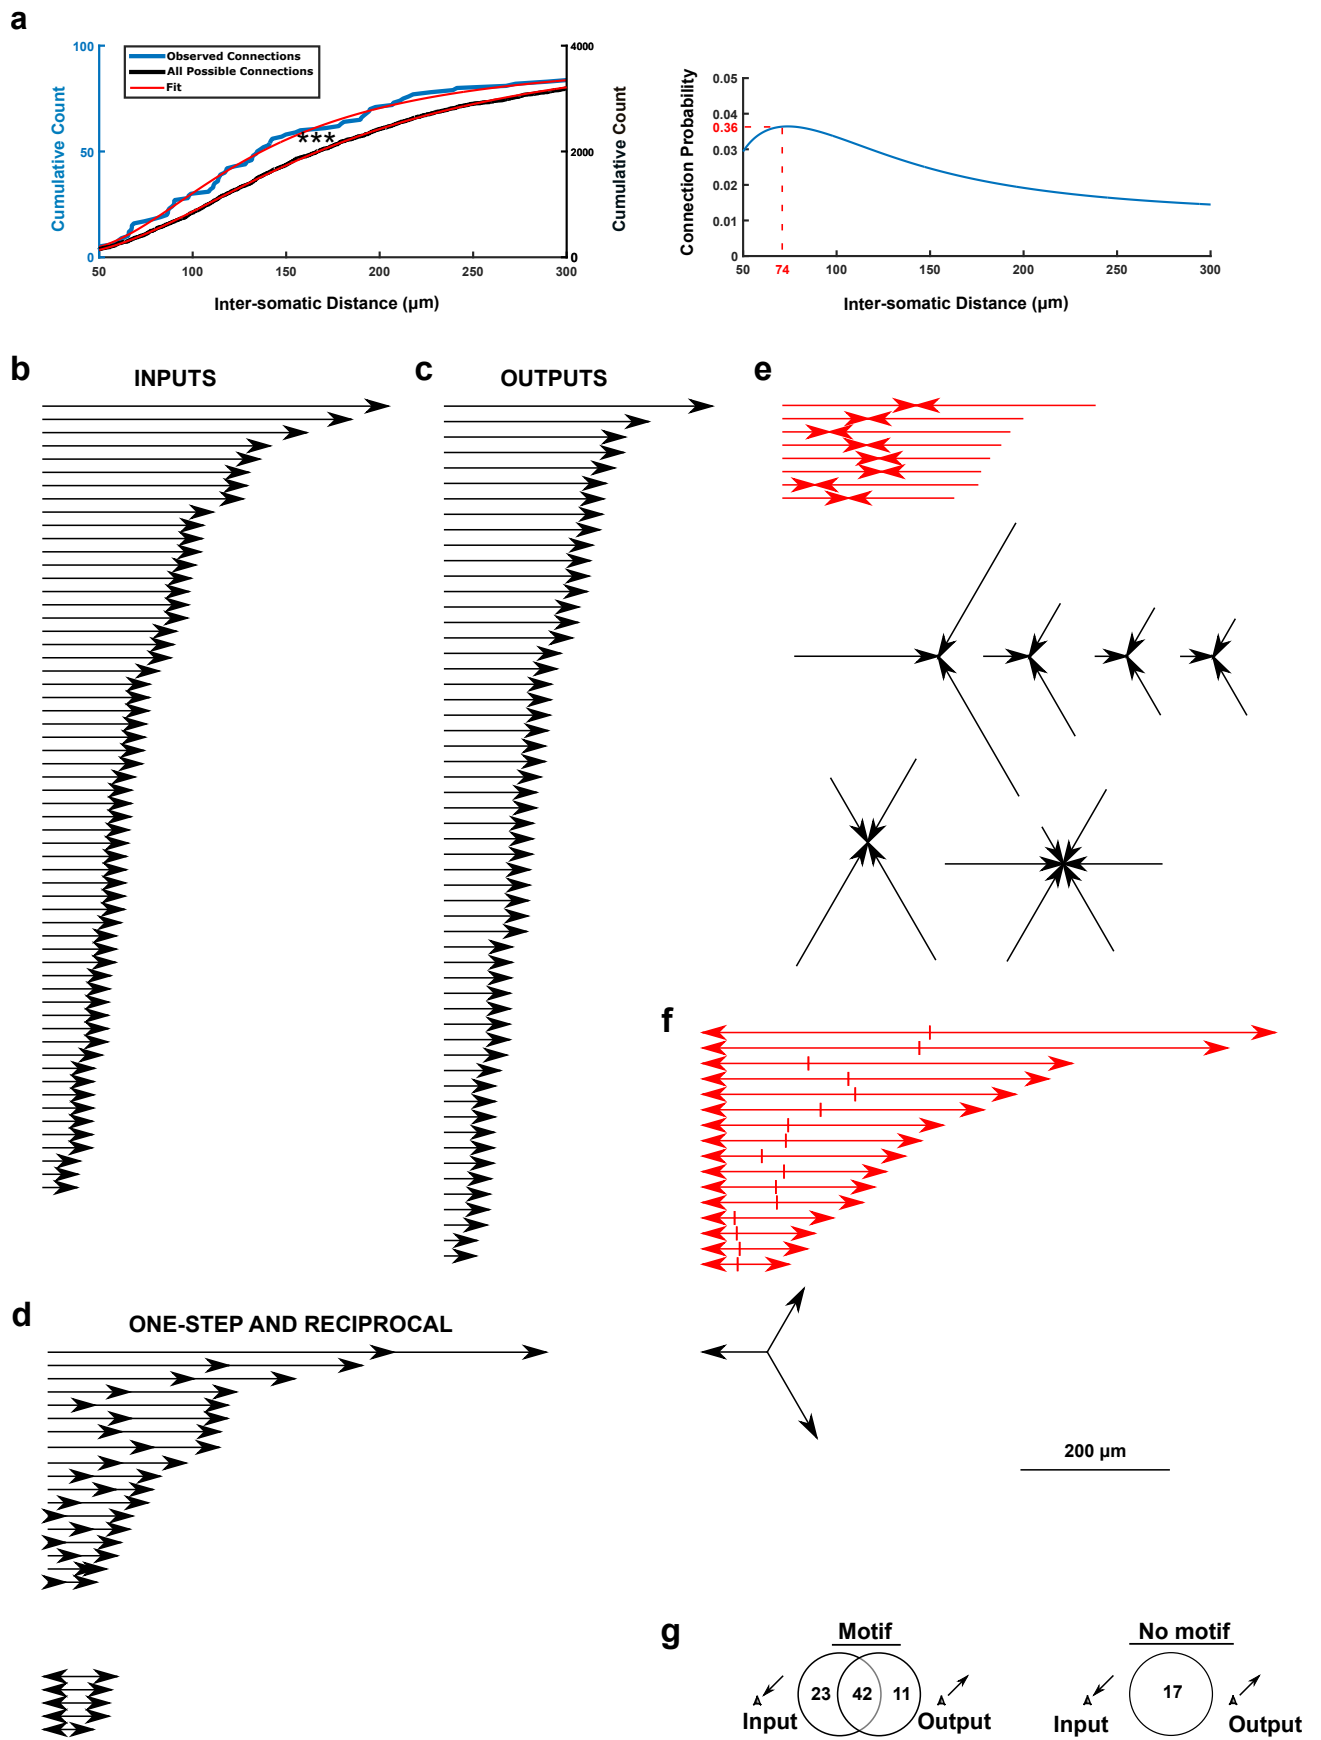 a
100
50
0
Cumulative Count
Observed Connections
All Possible Connections
Fit
***
4000
2000
0
Cumulative Count
50 100 150 200 250 300
Inter-somatic Distance (µm)
Connection Probability
0.05
0.04
0.36
0.03
0.02
0.01
0
50 74 100 150 200 250 300
Inter-somatic Distance (µm)
b
INPUTS
c
OUTPUTS
e
f
d
ONE-STEP AND RECIPROCAL
200 µm
g
Motif
23 42 11
Input
Output
No motif
17
Input
Output